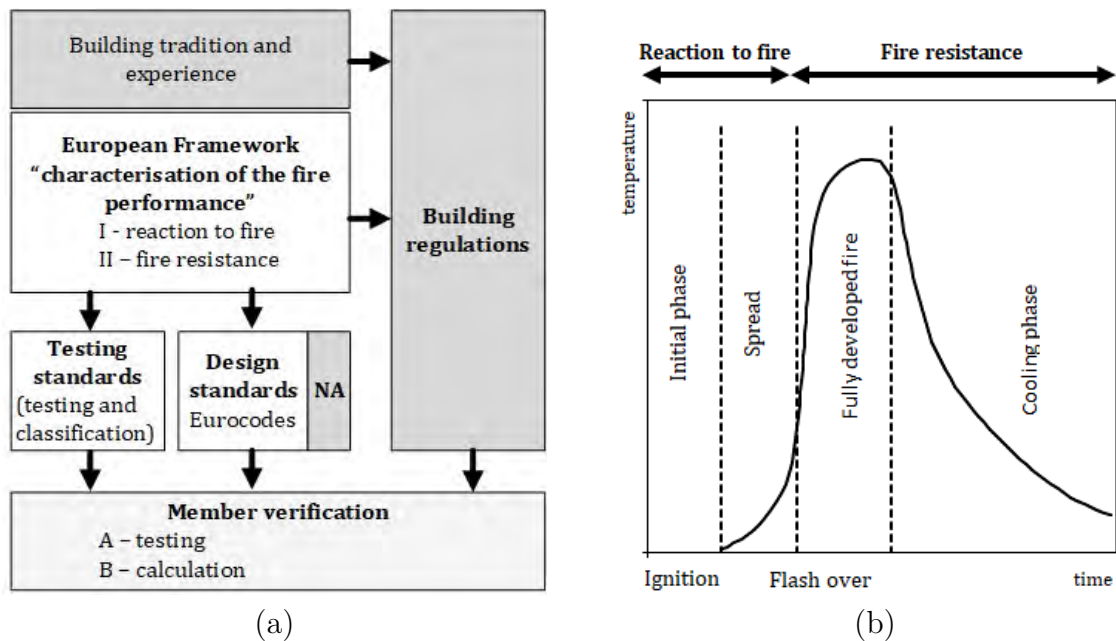 Building tradition and
experience
European Framework
“characterisation of the fire
performance”
I - reaction to fire
II – fire resistance
Building
regulations
Testing
standards
(testing and
classification)
Design
standards
Eurocodes
NA
Member verification
A – testing
B – calculation
(a)
Reaction to fire
Fire resistance
temperature
Initial phase
Spread
Fully developed fire
Cooling phase
Ignition
Flash over
time
(b)